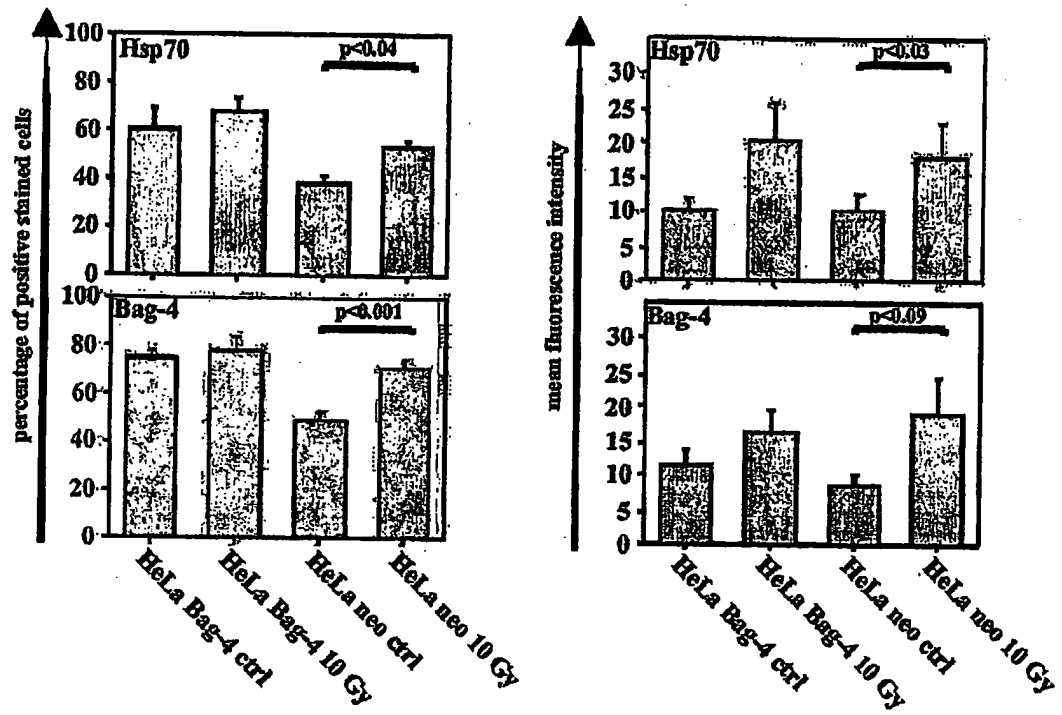 percentage of positive stained cells
100
80
60
40
20
0
Hsp70
p<0.04
100
80
60
40
20
0
Bag-4
p<0.001
HeLa Bag-4 ctrl
HeLa Bag-4 10 Gy
HeLa neo ctrl
HeLa neo 10 Gy
mean fluorescence intensity
30
25
20
15
10
5
0
Hsp70
p<0.03
30
25
20
15
10
5
0
Bag-4
p<0.09
HeLa Bag-4 ctrl
HeLa Bag-4 10 Gy
HeLa neo ctrl
HeLa neo 10 Gy